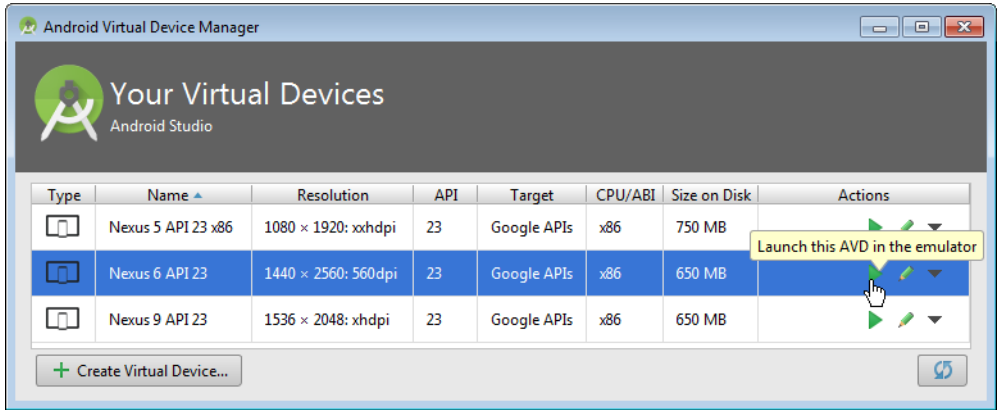 Android Virtual Device Manager
Your Virtual Devices
Android Studio
Type Name Resolution API Target CPU/ABI Size on Disk Actions
Nexus 5 API 23 x86 1080 × 1920: xxhdpi 23 Google APIs x86 750 MB
Launch this AVD in the emulator
Nexus 6 API 23 1440 × 2560: 560dpi 23 Google APIs x86 650 MB
Nexus 9 API 23 1536 × 2048: xhdpi 23 Google APIs x86 650 MB
Create Virtual Device...